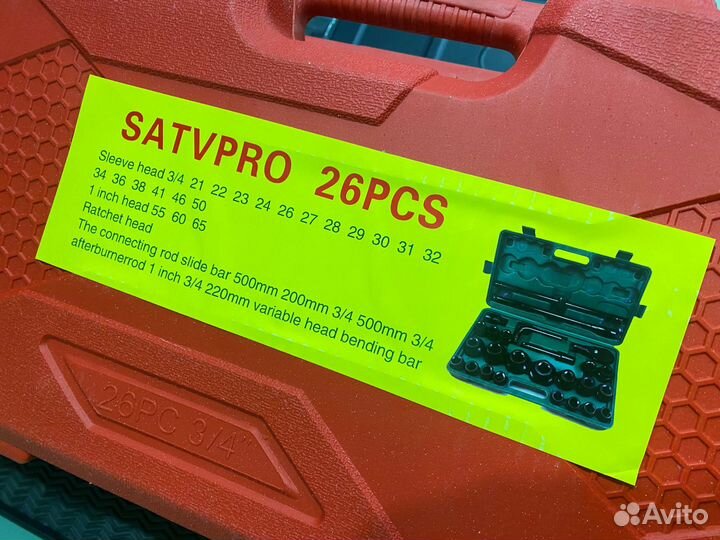 SATVPRO 26PCS
Sleeve head 3/4 21 22 23 24 26 27 28 29 30 31 32
34 36 38 41 46 50
1 inch head 55 60 65
Ratchet head
The connecting rod slide bar 500mm 200mm 3/4 500mm 3/4
afterburnerrod 1 inch 3/4 220mm variable head bending bar
26PC 3/4"
Avito